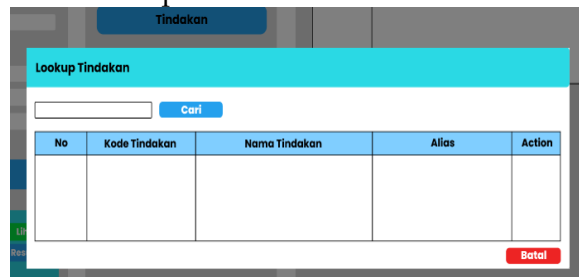 Tindakan
Lookup Tindakan
Cari
No Kode Tindakan Nama Tindakan Alias Action
Batal